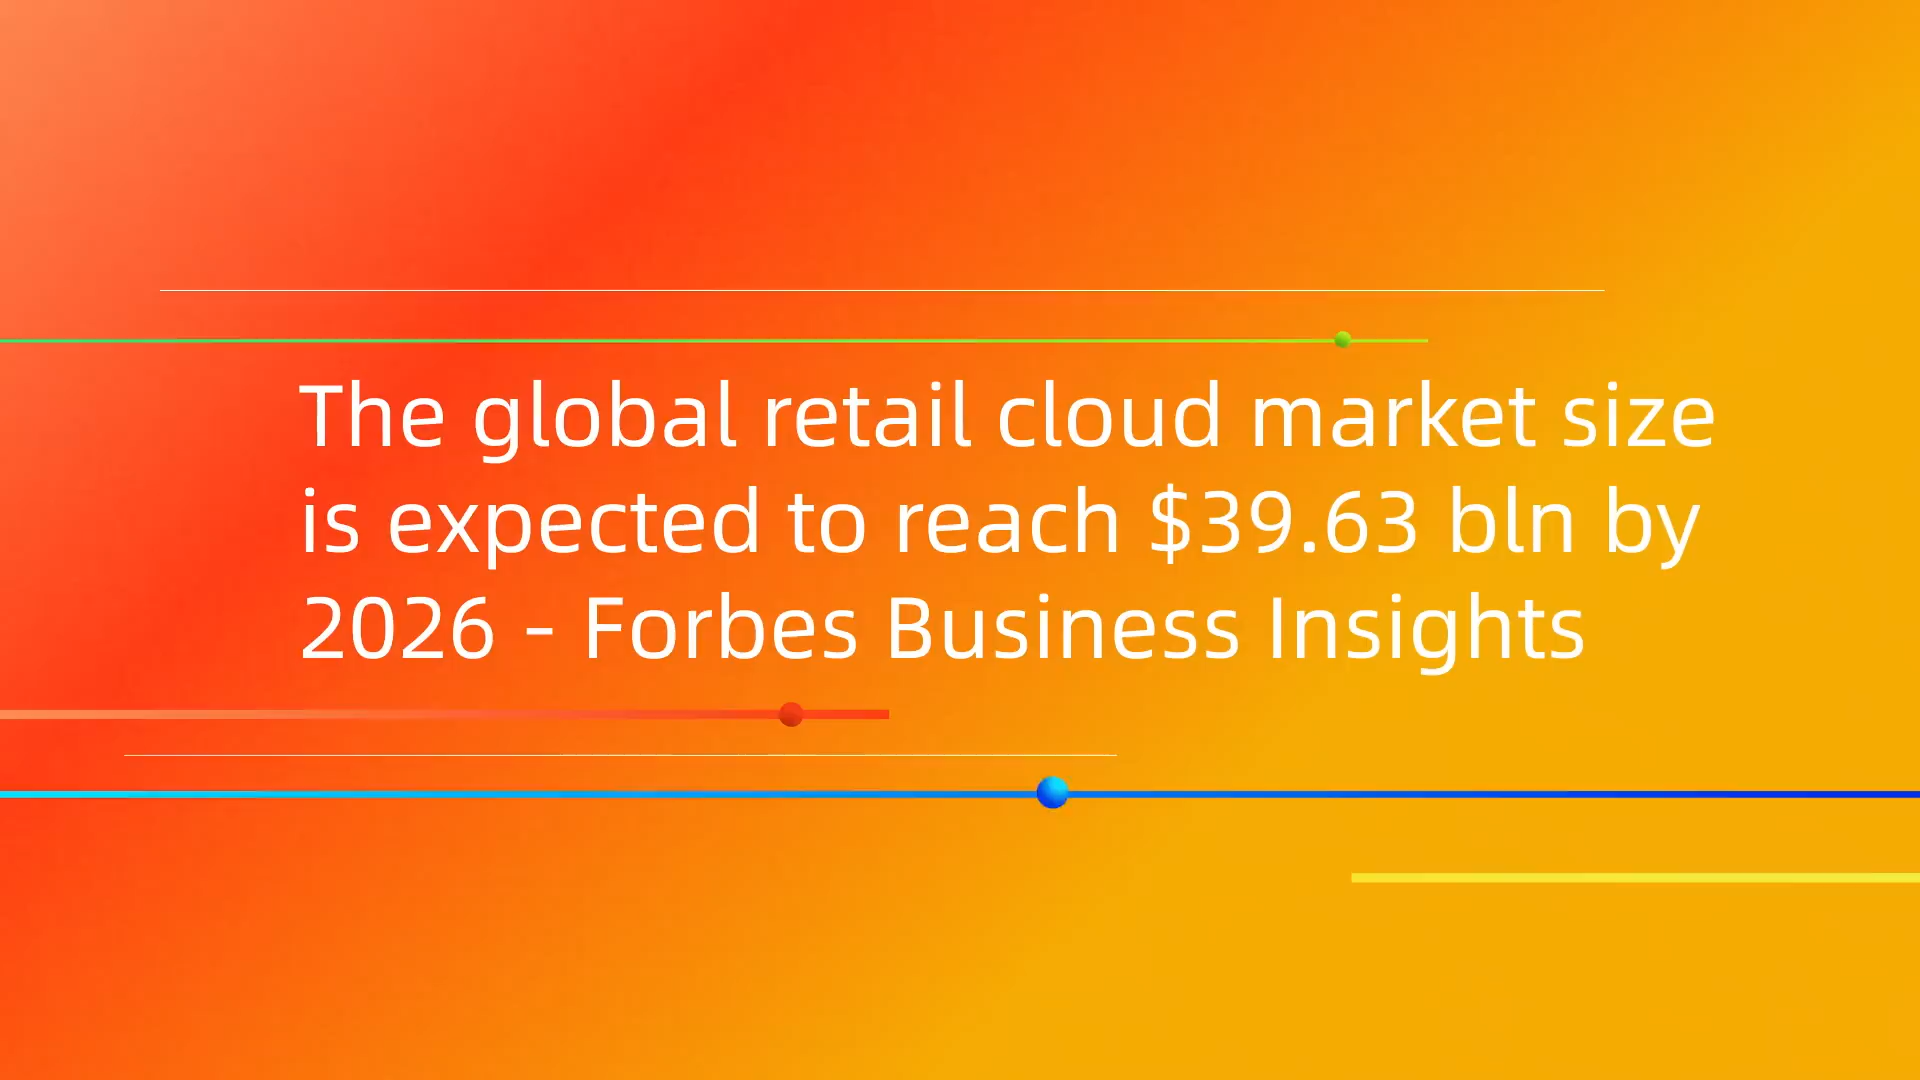 The global retail cloud market size
is expected to reach $39.63 bln by
2026 - Forbes Business Insights